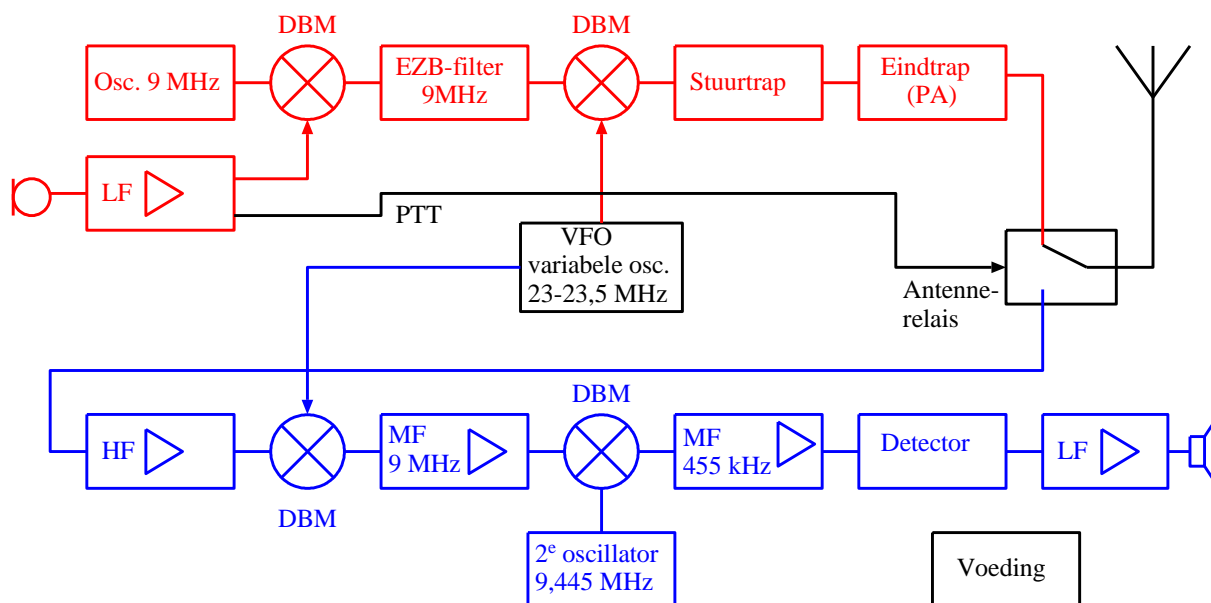 DBM
DBM
Osc. 9 MHz
EZB-filter
9MHz
Stuurtrap
Eindtrap
(PA)
LF
PTT
VFO
variabele osc.
23-23,5 MHz
Antenne-
relais
DBM
HF
MF
9 MHz
MF
455 kHz
Detector
LF
DBM
2e oscillator
9,445 MHz
Voeding